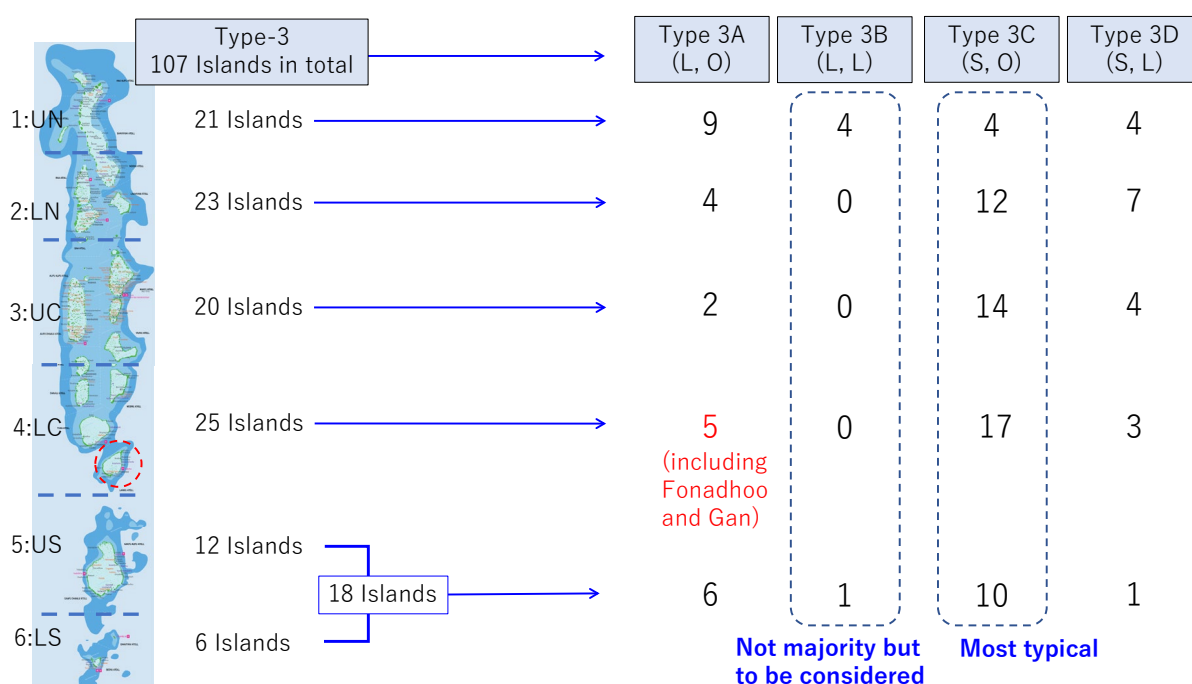 Type-3
107 Islands in total
Type 3A
(L, O)
Type 3B
(L, L)
Type 3C
(S, O)
Type 3D
(S, L)
1:UN
21 Islands
9
4
4
4
2:LN
23 Islands
4
0
12
7
3:UC
20 Islands
2
0
14
4
4:LC
25 Islands
5
(including
Fonadhoo
and Gan)
0
17
3
5:US
12 Islands
18 Islands
6
1
10
1
6:LS
6 Islands
Not majority but
to be considered
Most typical